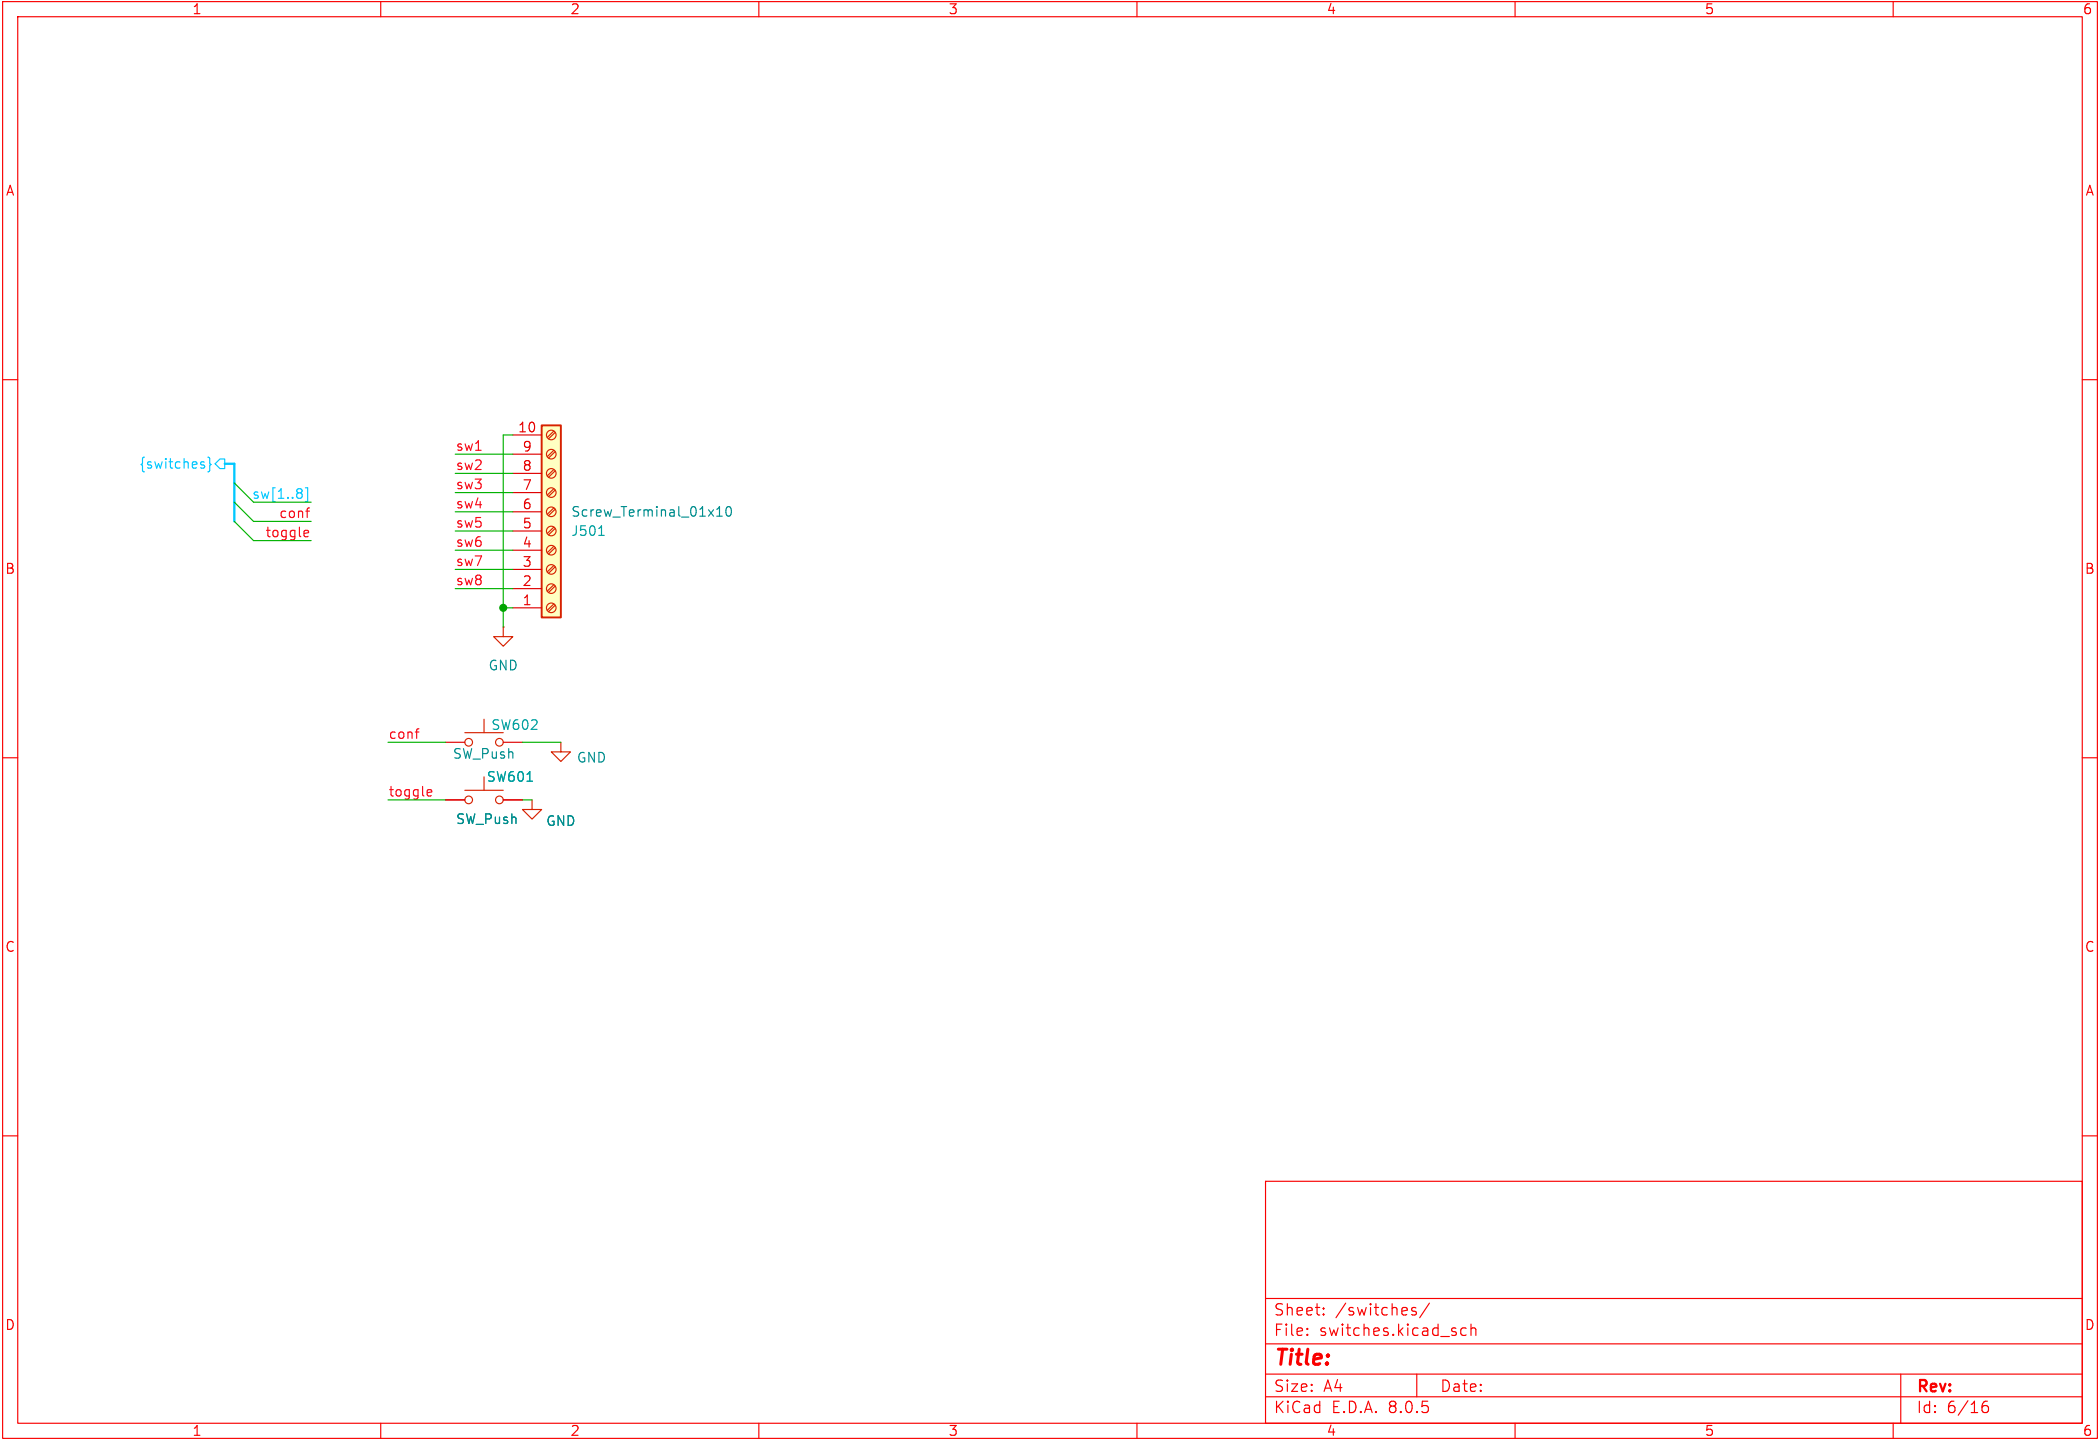 1 2 3 4 5 6
A A
10
sw1 9
{switches} sw2 8
sw3 7
sw[1..8]
sw4 6 Screw_Terminal_01x10
conf
sw5 5 J501
toggle
sw6 4
sw7 3
B B
sw8 2
1
GND
SW602
conf
SW_Push GND
SW601
toggle
SW_Push GND
C C
Sheet: /switches/
D D
File: switches.kicad_sch
Title:
Size: A4 Date: Rev:
KiCad E.D.A. 8.0.5 Id: 6/16
1 2 3 4 5 6